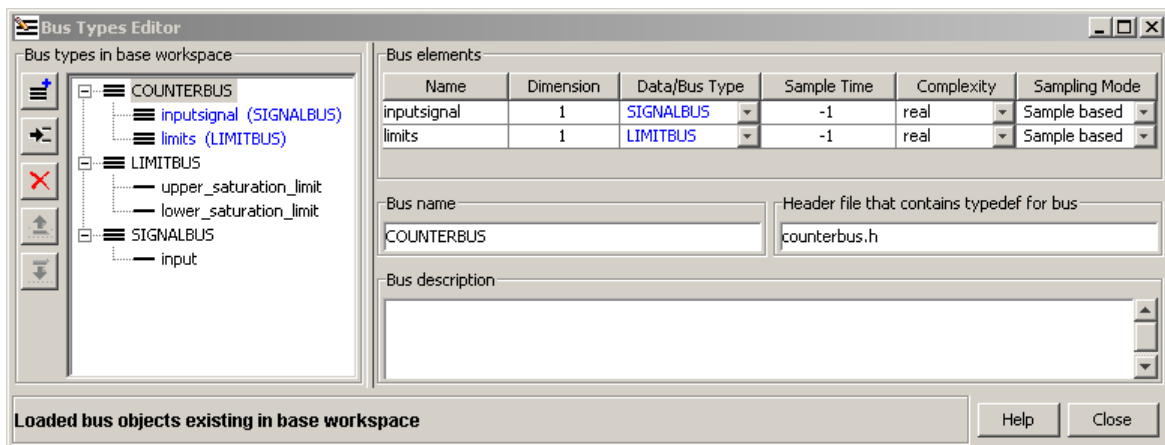 Bus Types Editor
Bus types in base workspace
COUNTERBUS
inputsignal (SIGNALBUS)
limits (LIMITBUS)
LIMITBUS
upper_saturation_limit
lower_saturation_limit
SIGNALBUS
input
Bus elements
Name Dimension Data/Bus Type Sample Time Complexity Sampling Mode
inputsignal 1 SIGNALBUS -1 real Sample based
limits 1 LIMITBUS -1 real Sample based
Bus name
COUNTERBUS
Header file that contains typedef for bus
counterbus.h
Bus description
Loaded bus objects existing in base workspace
Help Close